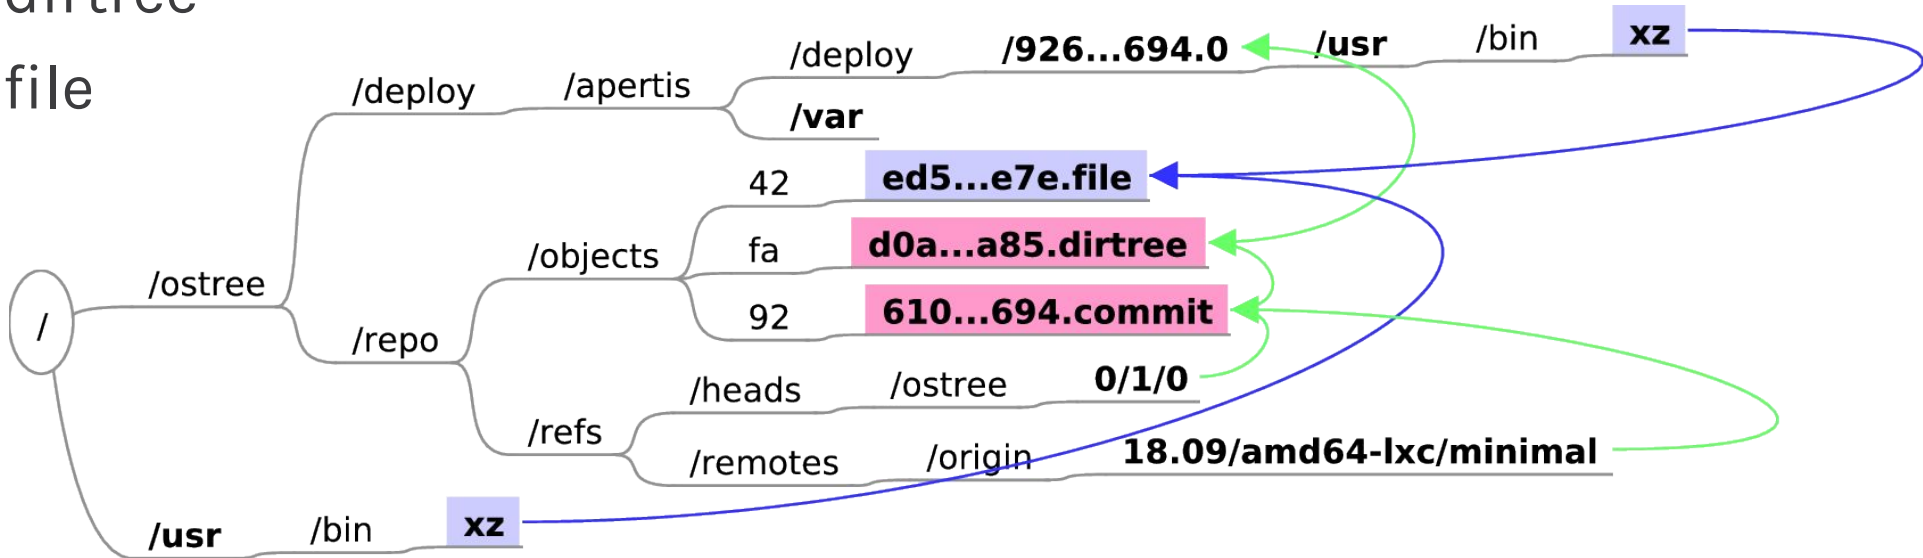 dirtree
file
/
/ostree
/deploy
/apertis
/deploy
/926...694.0
/usr
/bin
xz
/var
/repo
/objects
42
ed5...e7e.file
fa
d0a...a85.dirtree
92
610...694.commit
/refs
/heads
/ostree
0/1/0
/remotes
/origin
18.09/amd64-lxc/minimal
/usr
/bin
xz